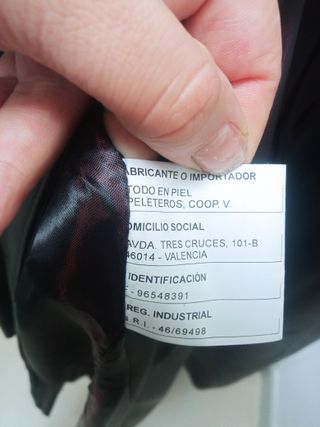 ABRICANTE O IMPORTADOR
TODO EN PIEL
PELETEROS, COOP. V.
OMICILIO SOCIAL
AVDA. TRES CRUCES, 101-B
46014 - VALENCIA
IDENTIFICACIÓN
- 96548391
REG. INDUSTRIAL
.R.I. - 46/69498